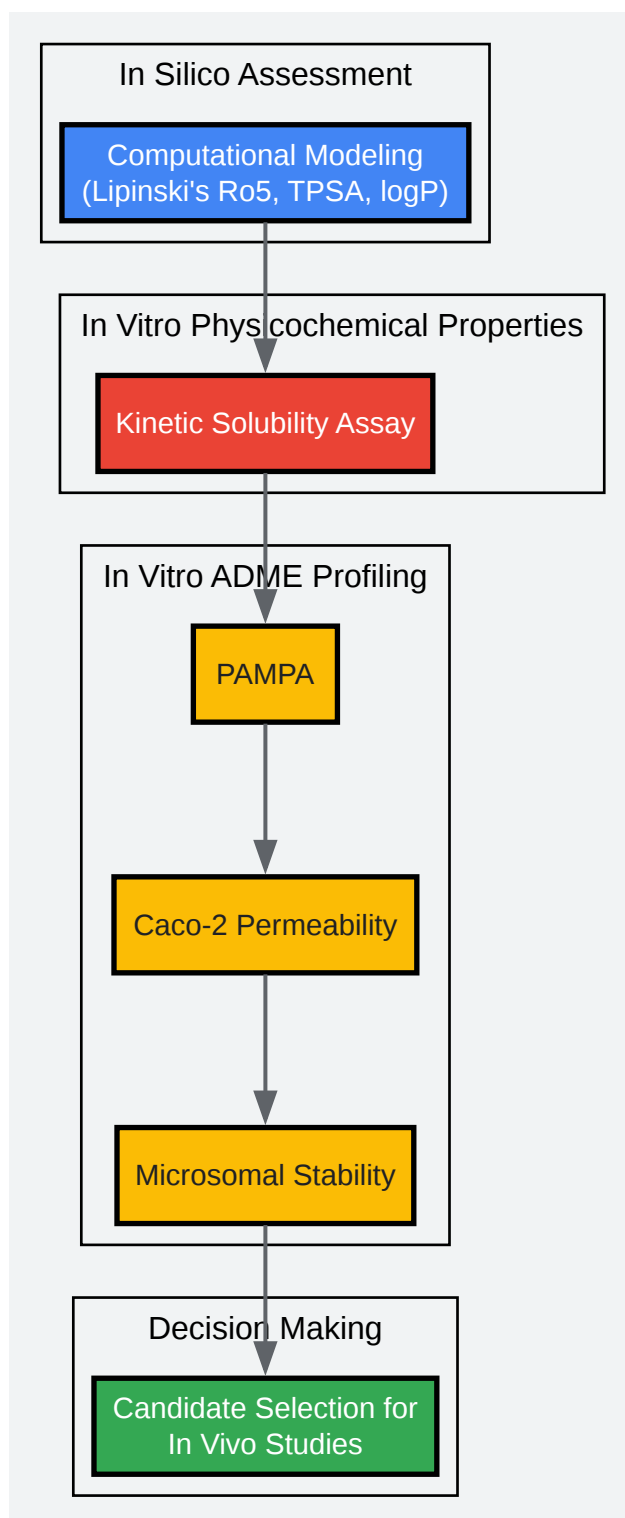 In Silico Assessment
Computational Modeling
(Lipinski's Ro5, TPSA, logP)
In Vitro Physicochemical Properties
Kinetic Solubility Assay
In Vitro ADME Profiling
PAMPA
Caco-2 Permeability
Microsomal Stability
Decision Making
Candidate Selection for
In Vivo Studies